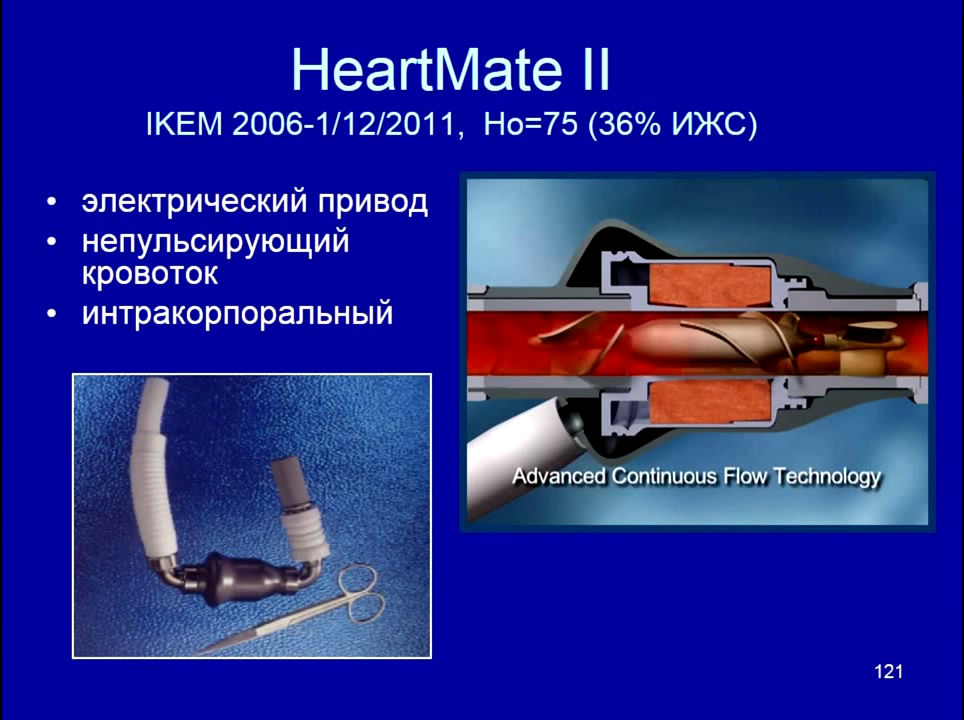 HeartMate II
IKEM 2006-1/12/2011, Но=75 (36% ИЖС)
• электрический привод
• непульсирующий
кровоток
• интракорпоральный
Advanced Continuous Flow Technology
121